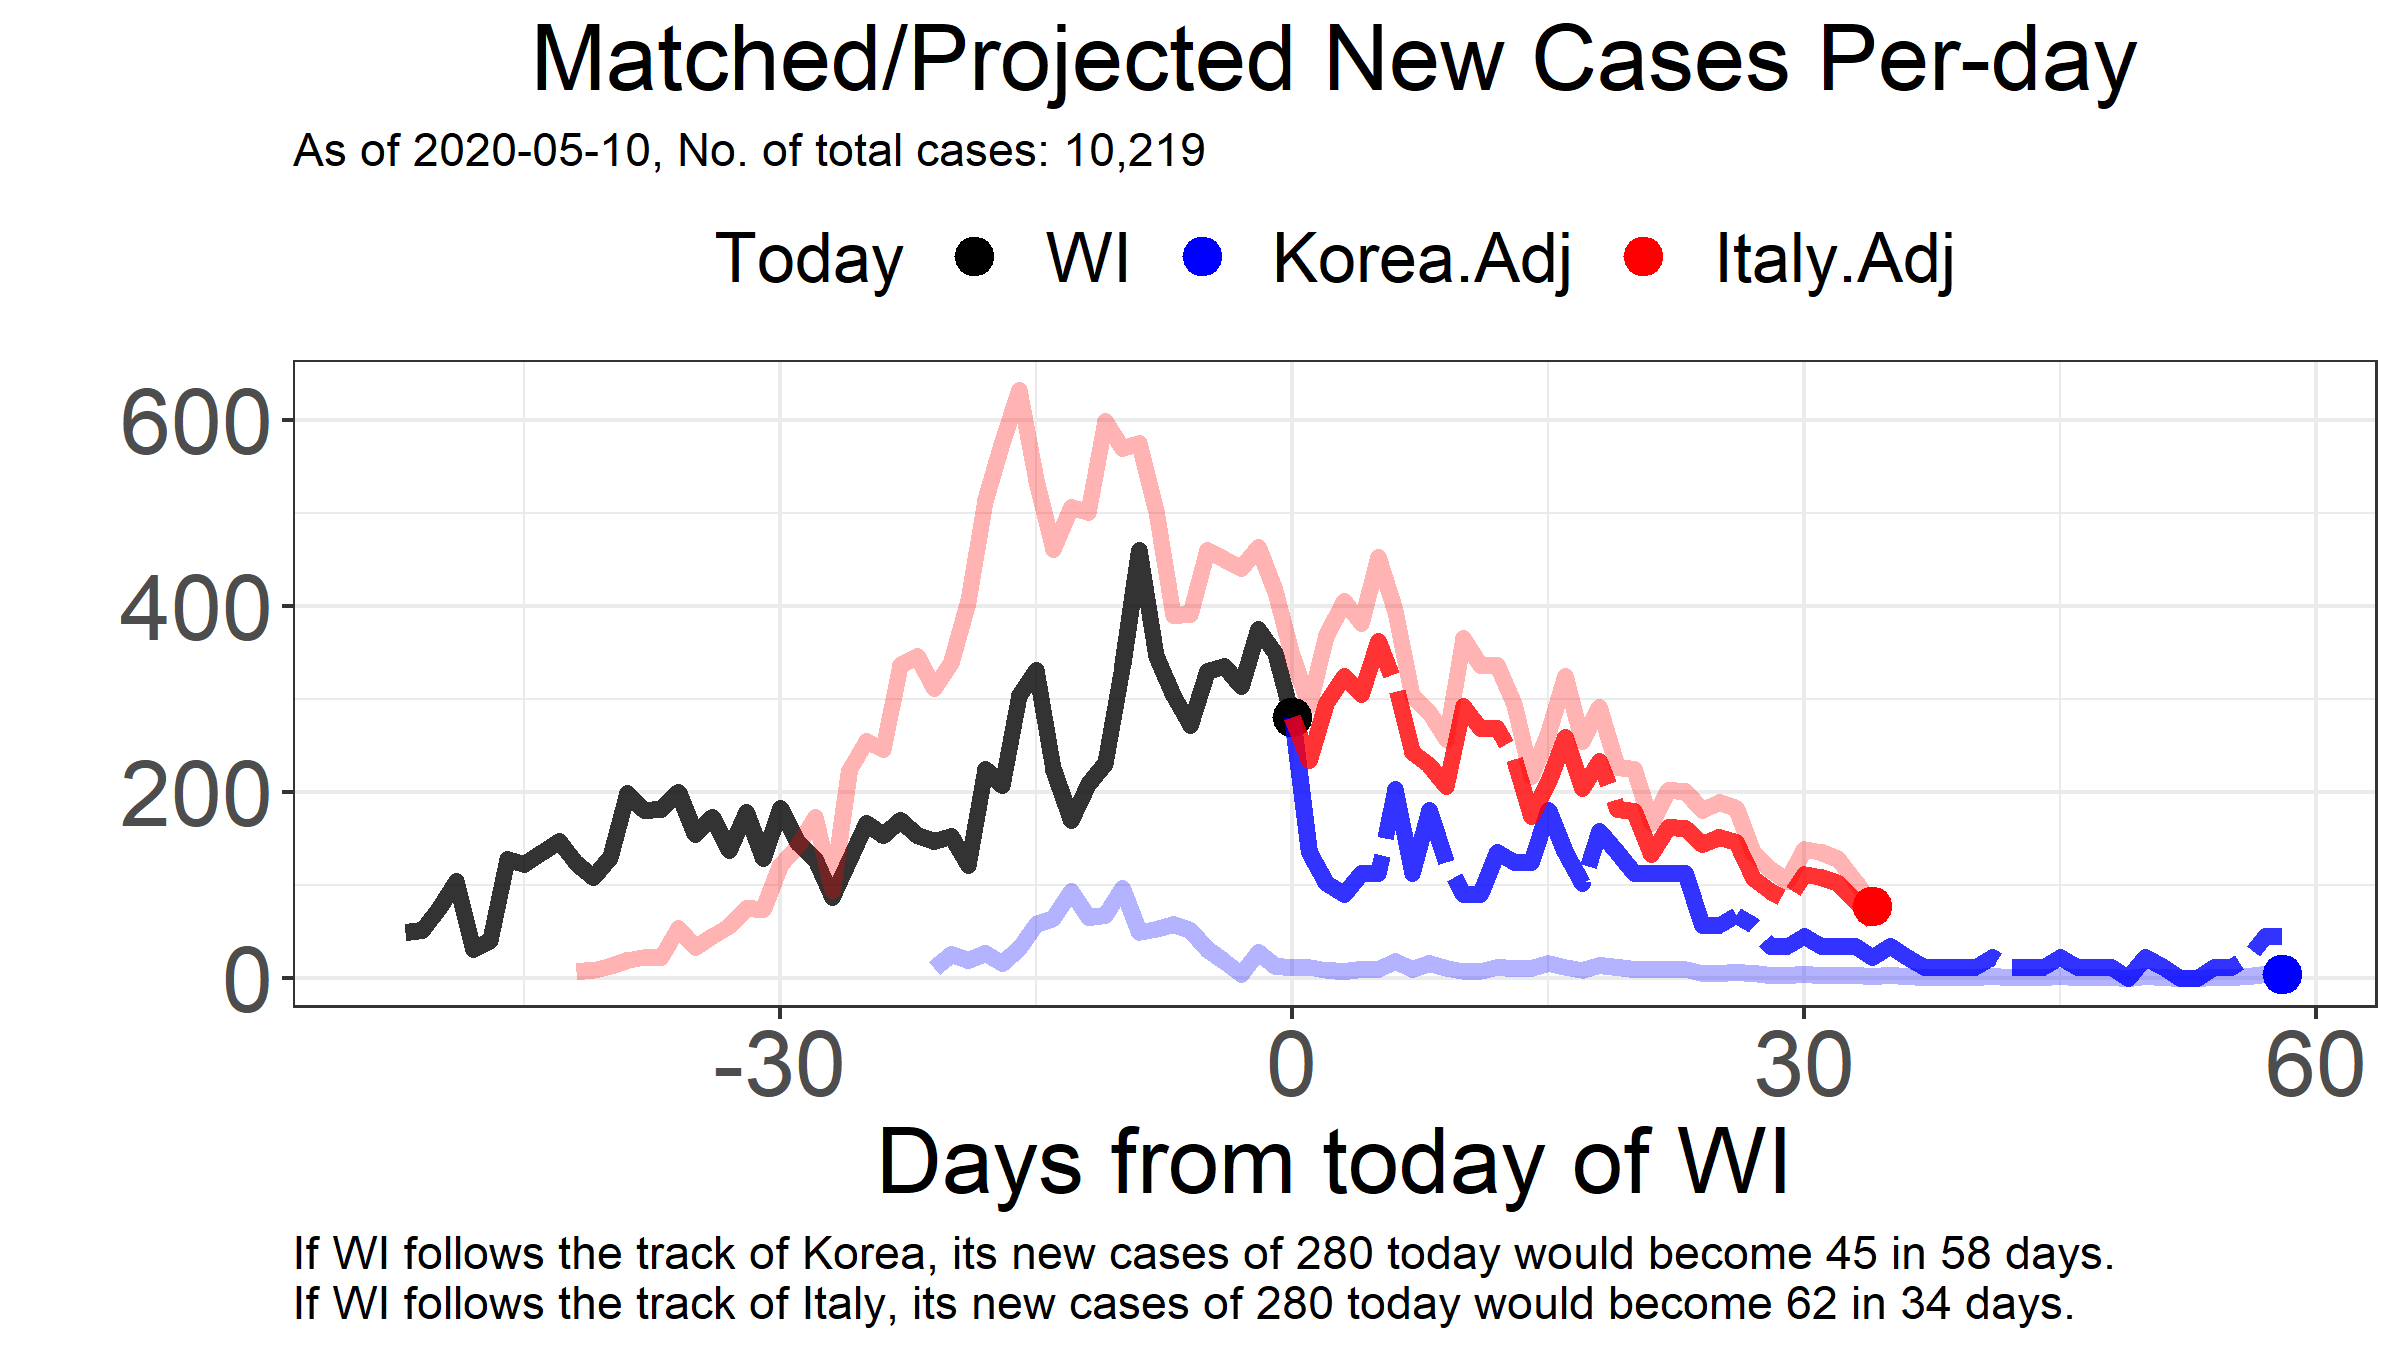 Matched/Projected New Cases Per-day
As of 2020-05-10, No. of total cases: 10,219
Today WI Korea.Adj Italy.Adj
600
400
200
0
-30 0 30 60
Days from today of WI
If WI follows the track of Korea, its new cases of 280 today would become 45 in 58 days.
If WI follows the track of Italy, its new cases of 280 today would become 62 in 34 days.